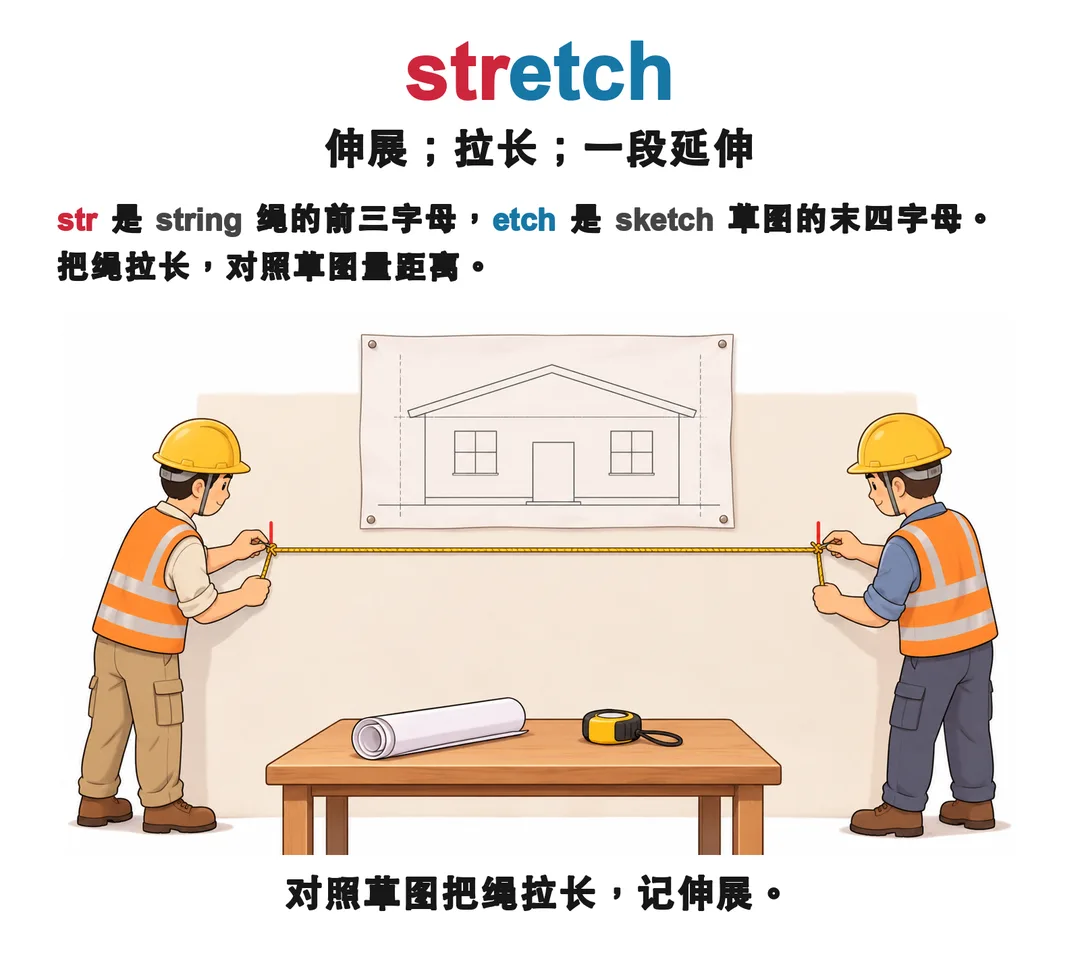 stretch
伸展；拉长；一段延伸
str 是 string 绳的前三字母，etch 是 sketch 草图的末四字母。
把绳拉长，对照草图量距离。
对照草图把绳拉长，记伸展。